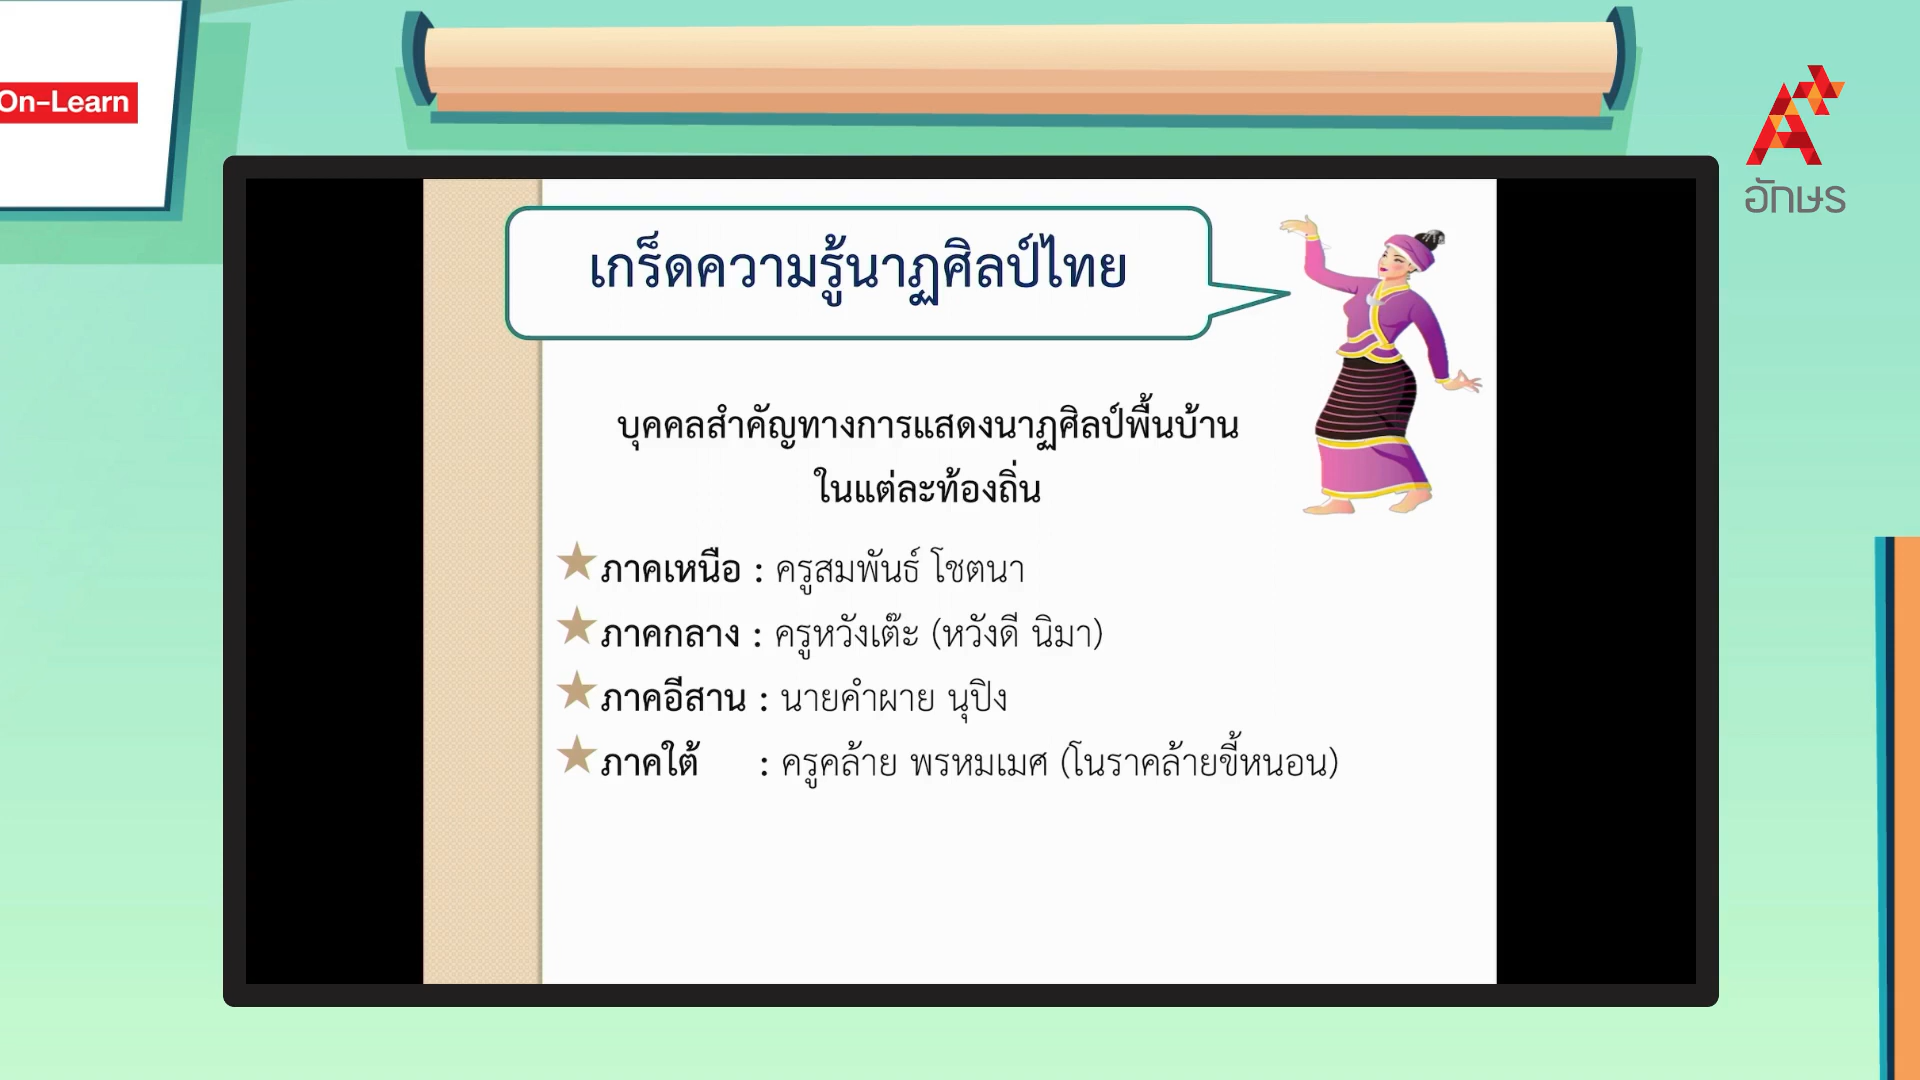 On-Learn
อักษร
เกร็ดความรู้นาฏศิลป์ไทย
บุคคลสำคัญทางการแสดงนาฏศิลป์พื้นบ้าน
ในแต่ละท้องถิ่น
ภาคเหนือ : ครูสมพันธ์ โชตนา
ภาคกลาง : ครูหวังเต๊ะ (หวังดี นิมา)
ภาคอีสาน : นายคำผาย นุปิง
ภาคใต้ : ครูคล้าย พรหมเมศ (โนราคล้ายขี้หนอน)